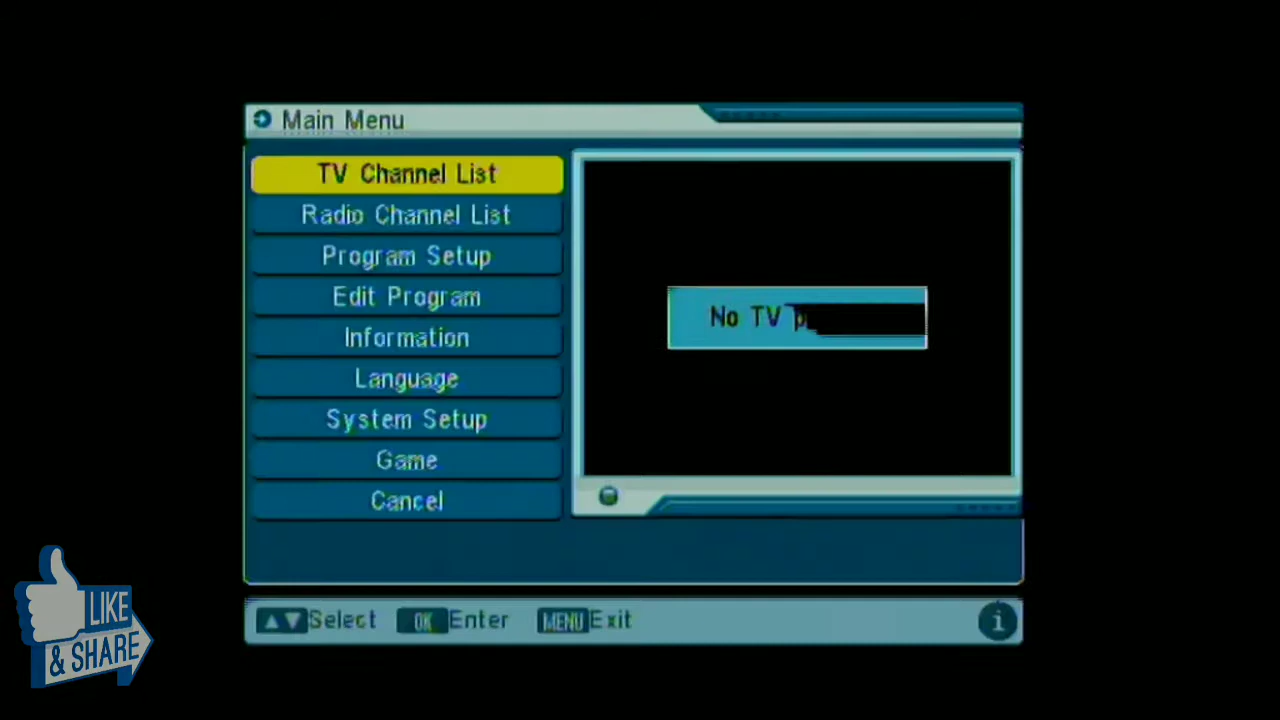 Main Menu
TV Channel List
Radio Channel List
Program Setup
Edit Program
Information
Language
System Setup
Game
Cancel
No TV
Select OK Enter MENU Exit
LIKE
& SHARE